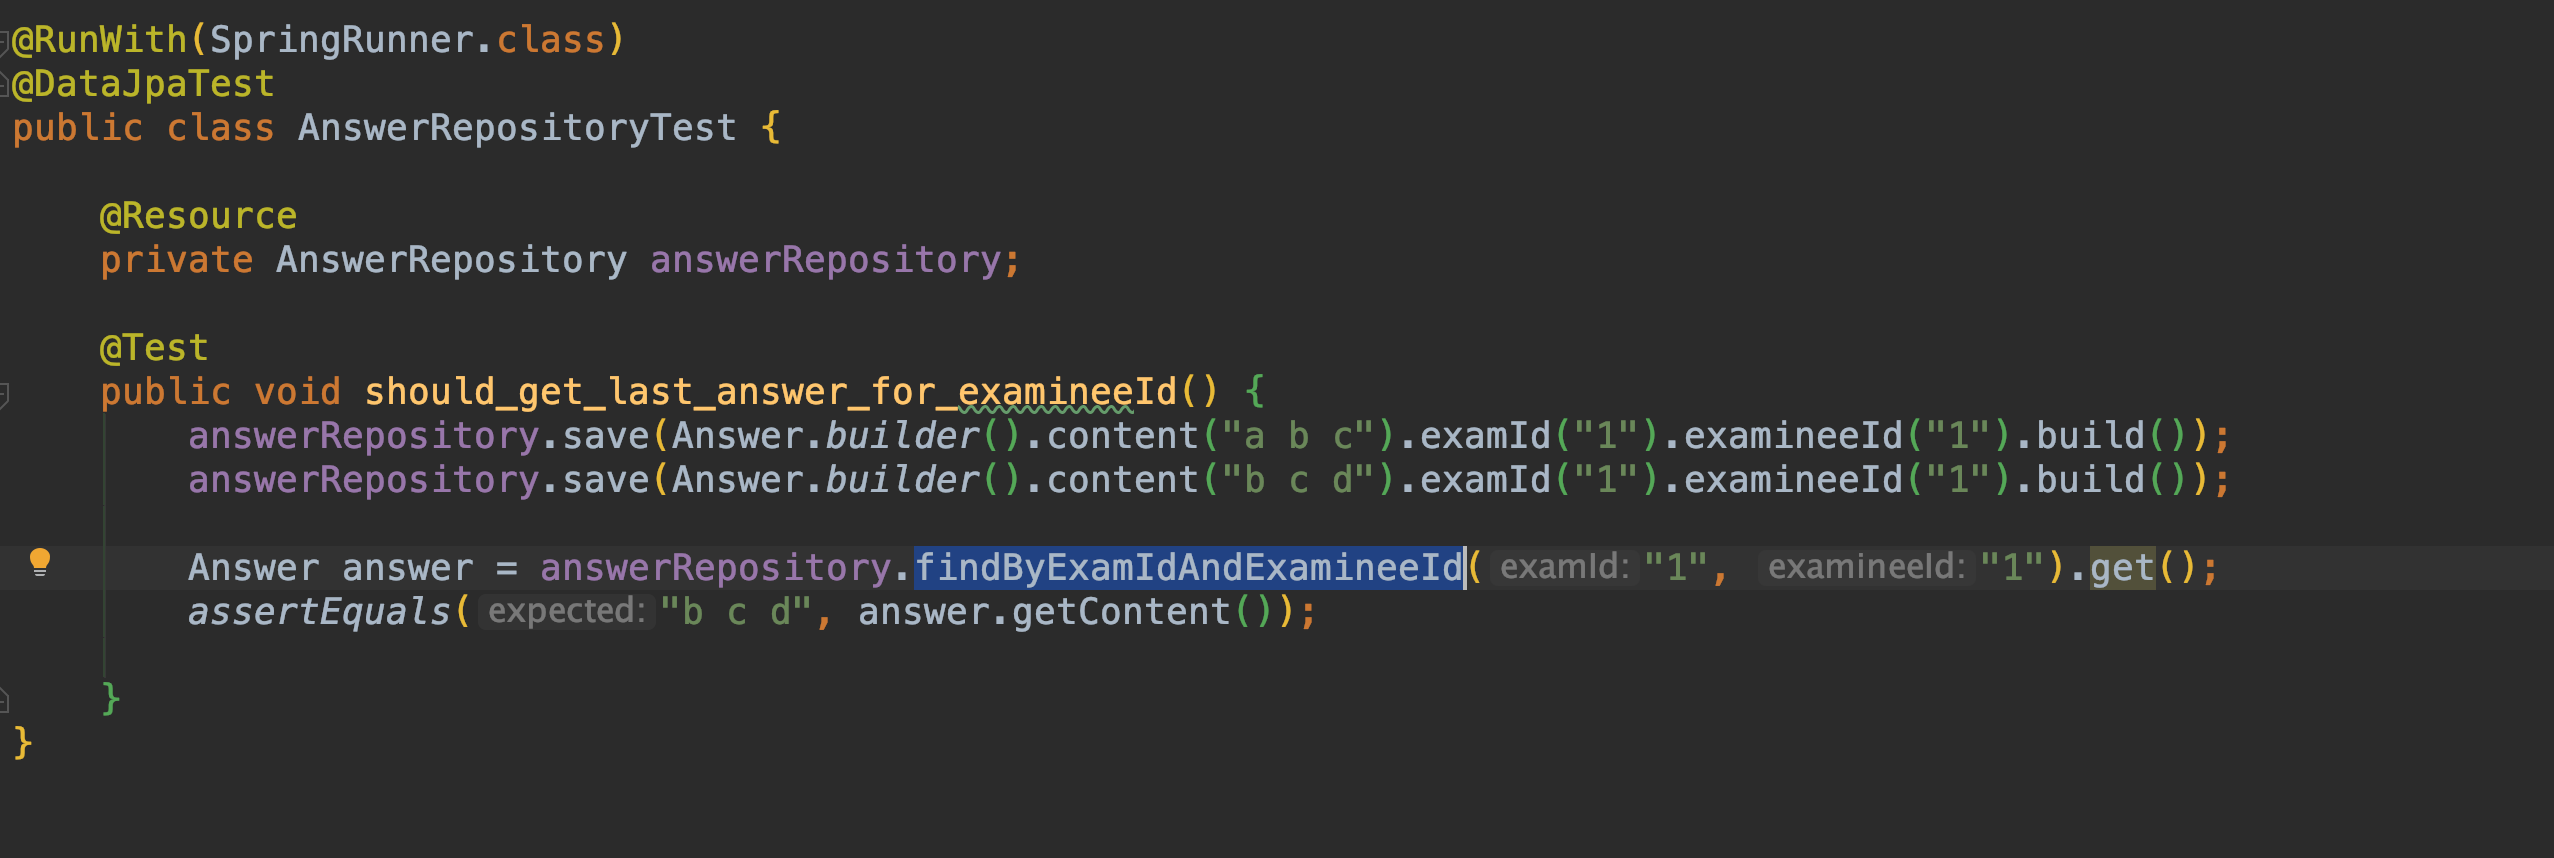 @RunWith(SpringRunner.class)
@DataJpaTest
public class AnswerRepositoryTest {
@Resource
private AnswerRepository answerRepository;
@Test
public void should_get_last_answer_for_examineeId() {
answerRepository.save(Answer.builder().content("a b c").examId("1").examineeId("1").build());
answerRepository.save(Answer.builder().content("b c d").examId("1").examineeId("1").build());
Answer answer = answerRepository.findByExamIdAndExamineeId( examId: "1", examineeId: "1").get();
assertEquals( expected: "b c d", answer.getContent());
}
}